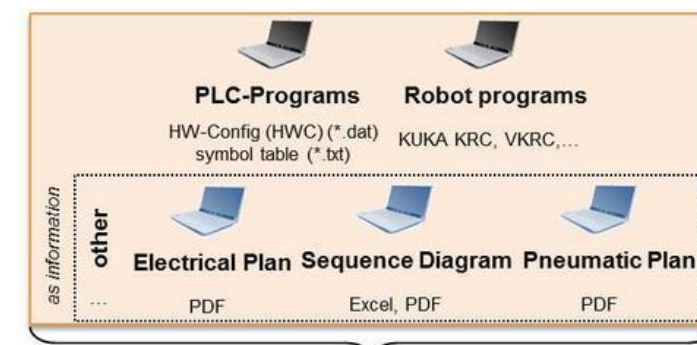 PLC-Programs Robot programs
HW-Config (HWC) (*.dat)
symbol table (*.txt)
KUKA KRC, VKRC,...
as information
other
...
Electrical Plan Sequence Diagram Pneumatic Plan
PDF Excel, PDF PDF